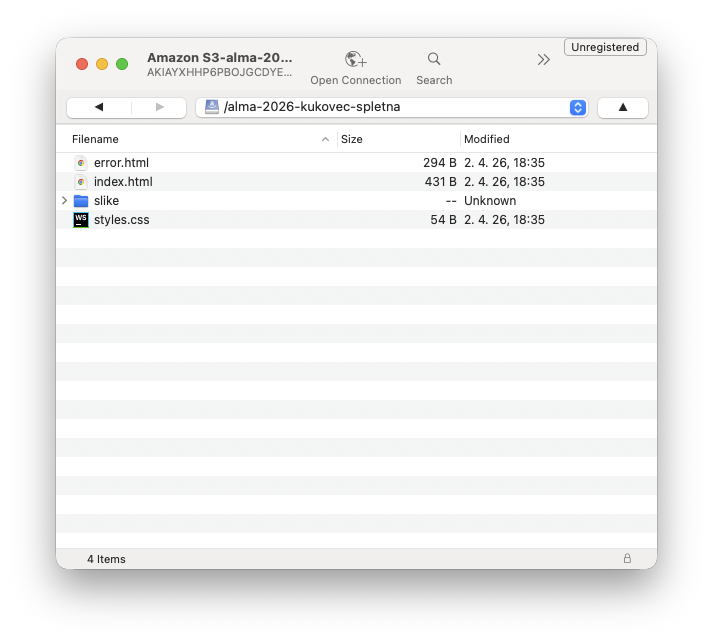 Unregistered
Amazon S3-alma-20...
AKIAYXHHP6PBOJGCDYE...
Open Connection
Search
/alma-2026-kukovec-spletna
Filename Size Modified
error.html 294 B 2. 4. 26, 18:35
index.html 431 B 2. 4. 26, 18:35
slike -- Unknown
WS styles.css 54 B 2. 4. 26, 18:35
4 Items